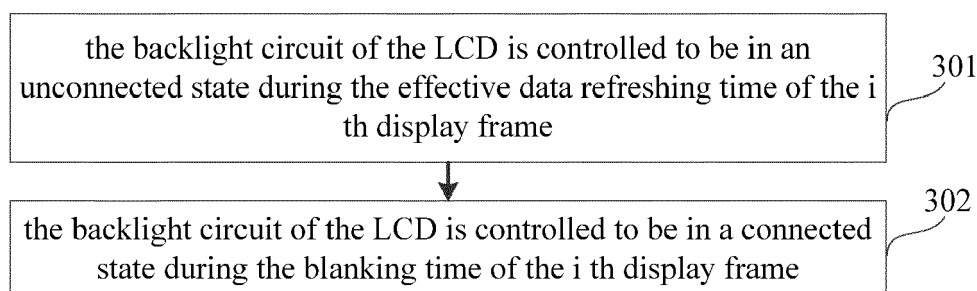 the backlight circuit of the LCD is controlled to be in an
unconnected state during the effective data refreshing time of the i
th display frame
301
the backlight circuit of the LCD is controlled to be in a connected
state during the blanking time of the i th display frame
302